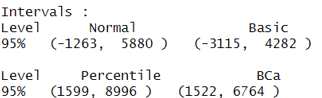 Intervals :
Level      Normal              Basic
95%   (-1263,  5880 )   (-3115,  4282 )
Level     Percentile            BCa
95%   (1599, 8996 )   (1522, 6764 )